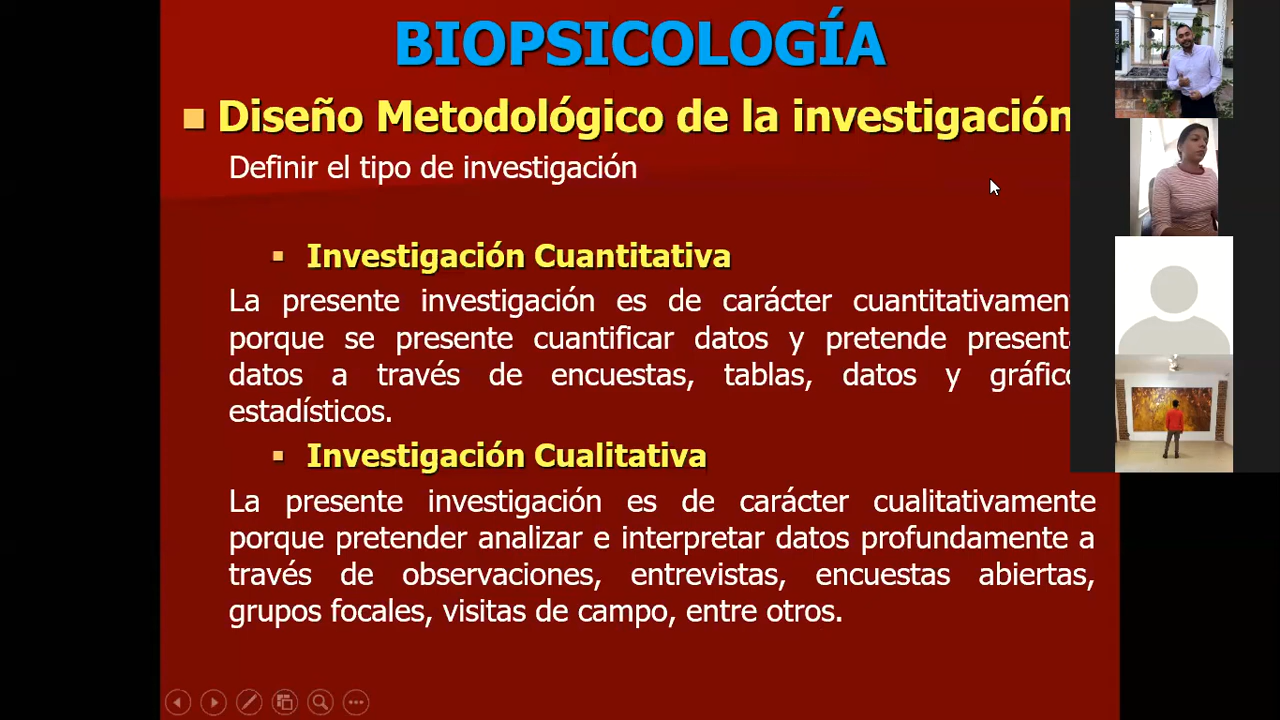 BIOPSICOLOGÍA
Diseño Metodológico de la investigación
Definir el tipo de investigación
Investigación Cuantitativa
La presente investigación es de carácter cuantitativamen
porque se presente cuantificar datos y pretende present
datos a través de encuestas, tablas, datos y gráfic
estadísticos.
Investigación Cualitativa
La presente investigación es de carácter cualitativamente
porque pretender analizar e interpretar datos profundamente a
través de observaciones, entrevistas, encuestas abiertas,
grupos focales, visitas de campo, entre otros.